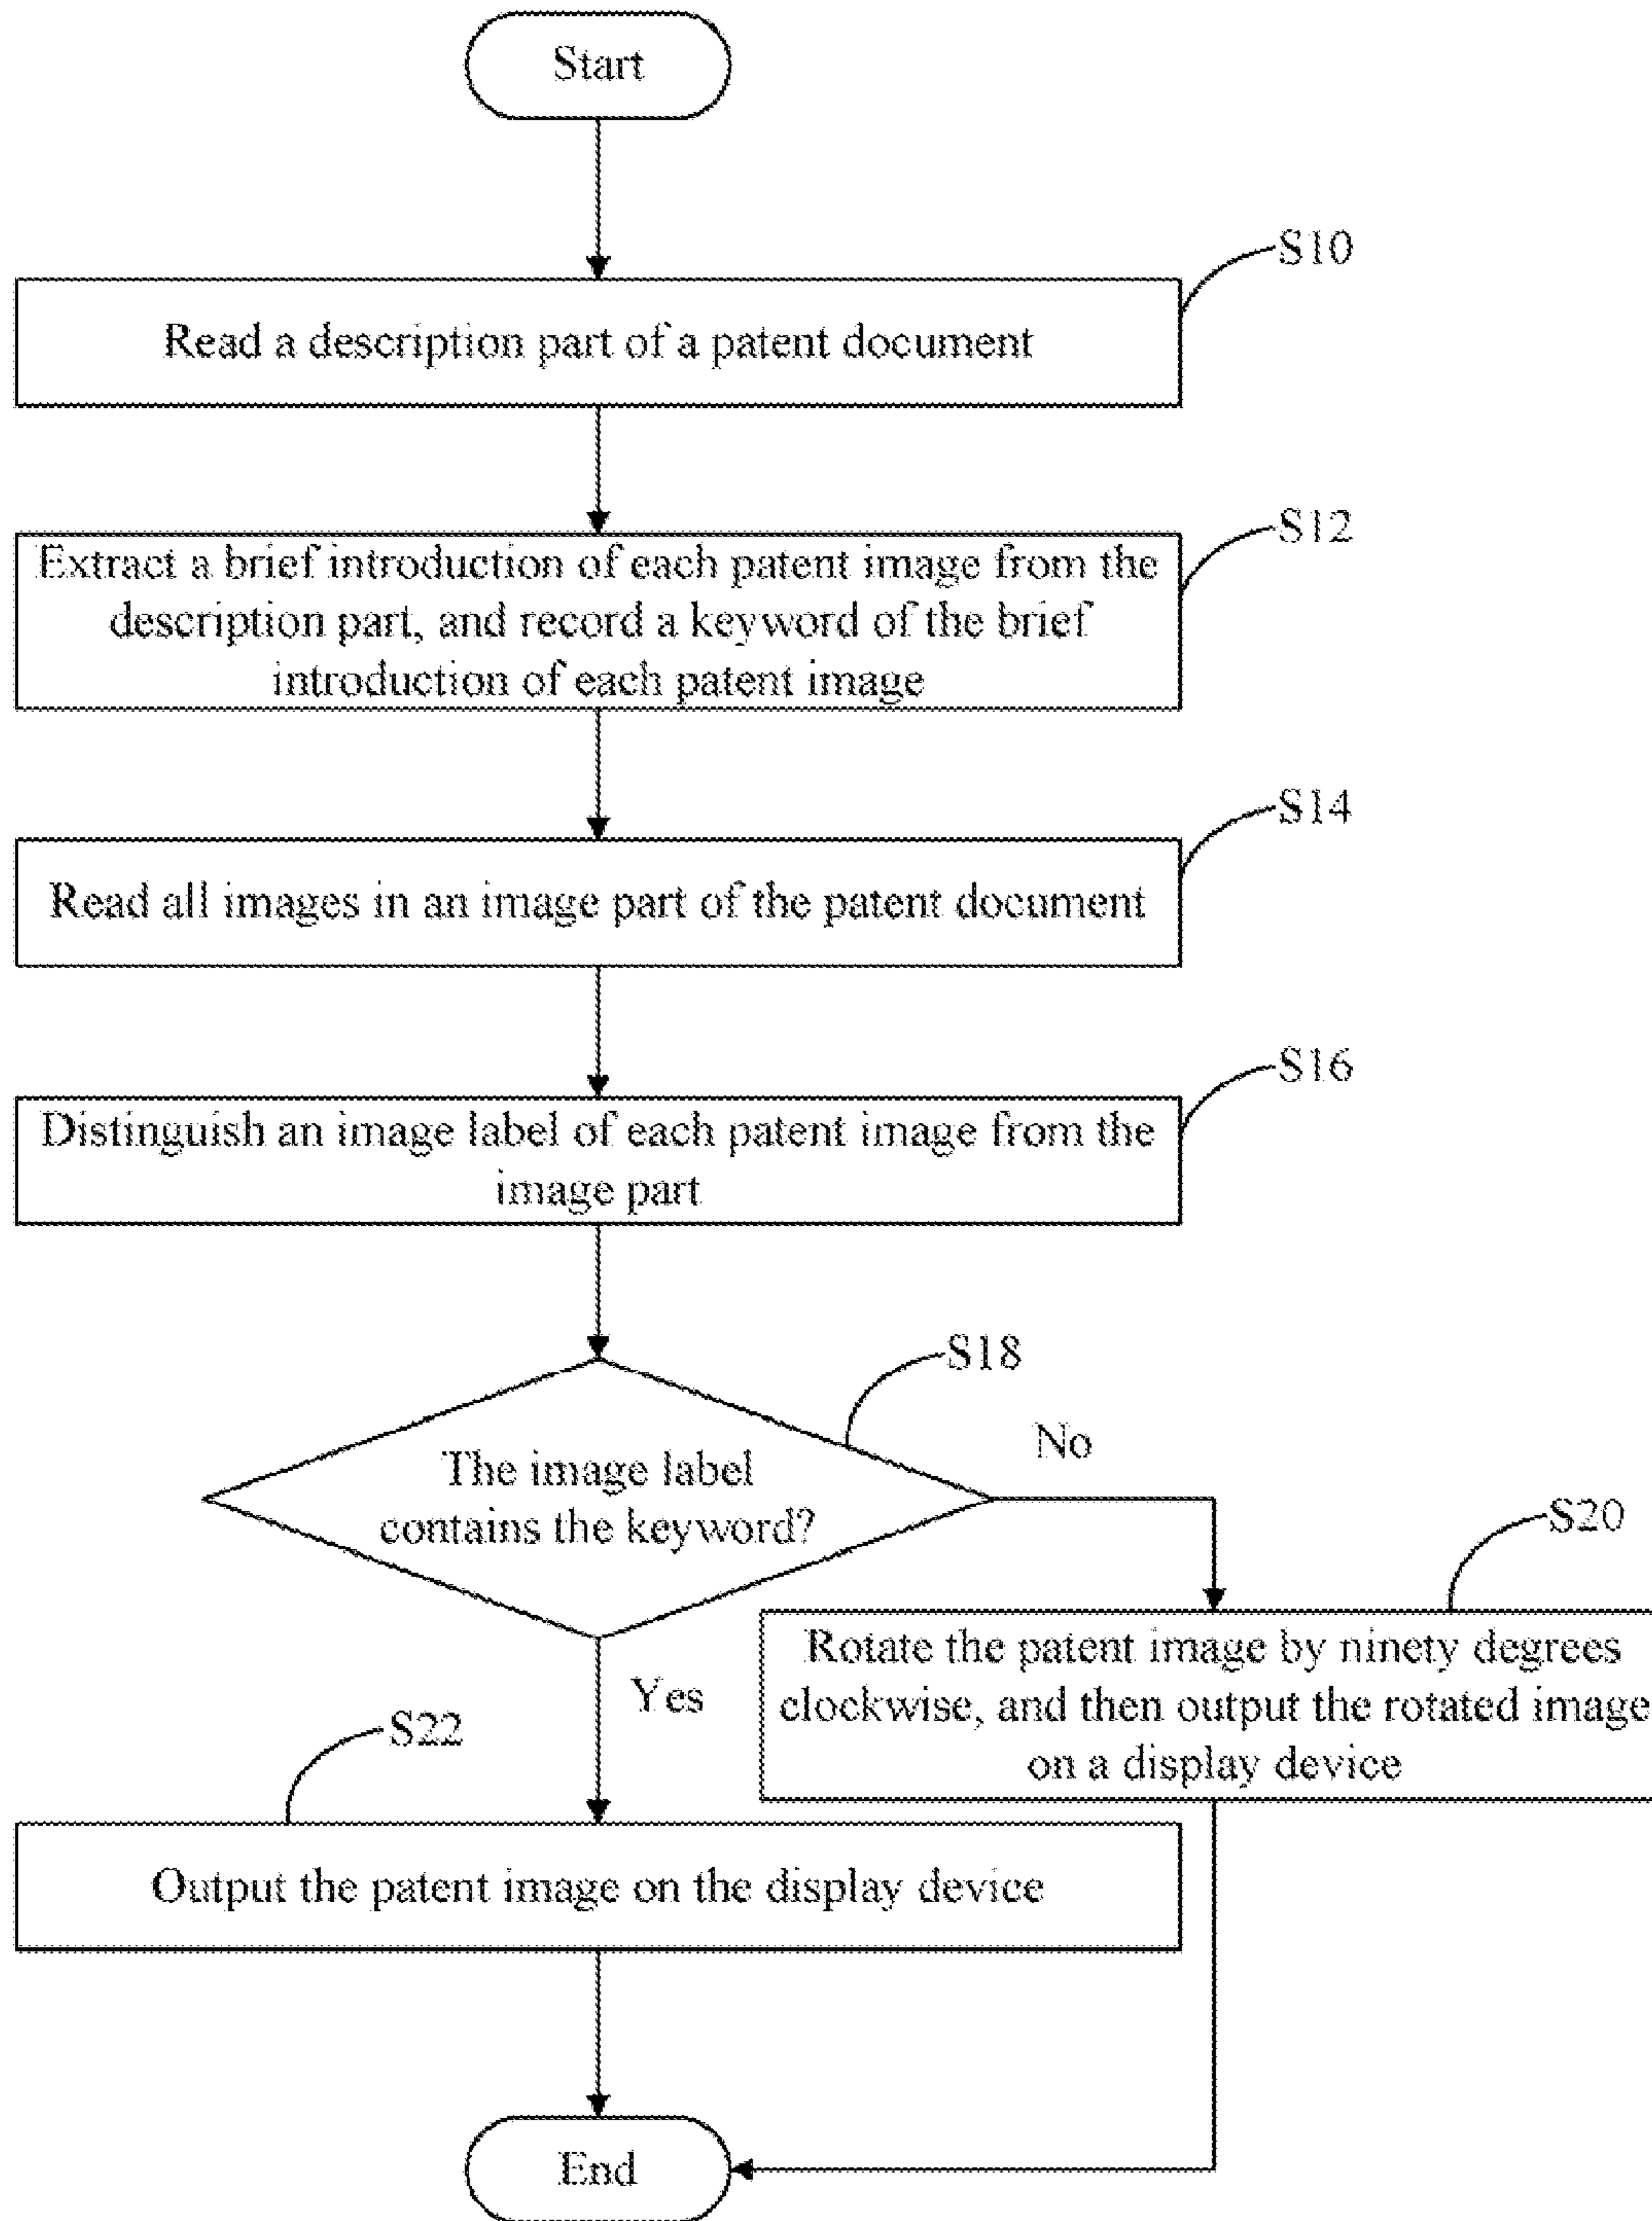 Start
S10
Read a description part of a patent document
S12
Extract a brief introduction of each patent image from the
description part, and record a keyword of the brief
introduction of each patent image
S14
Read all images in an image part of the patent document
S16
Distinguish an image label of each patent image from the
image part
S18
The image label
contains the keyword?
No
S20
Rotate the patent image by ninety degrees
clockwise, and then output the rotated image
on a display device
Yes
S22
Output the patent image on the display device
End